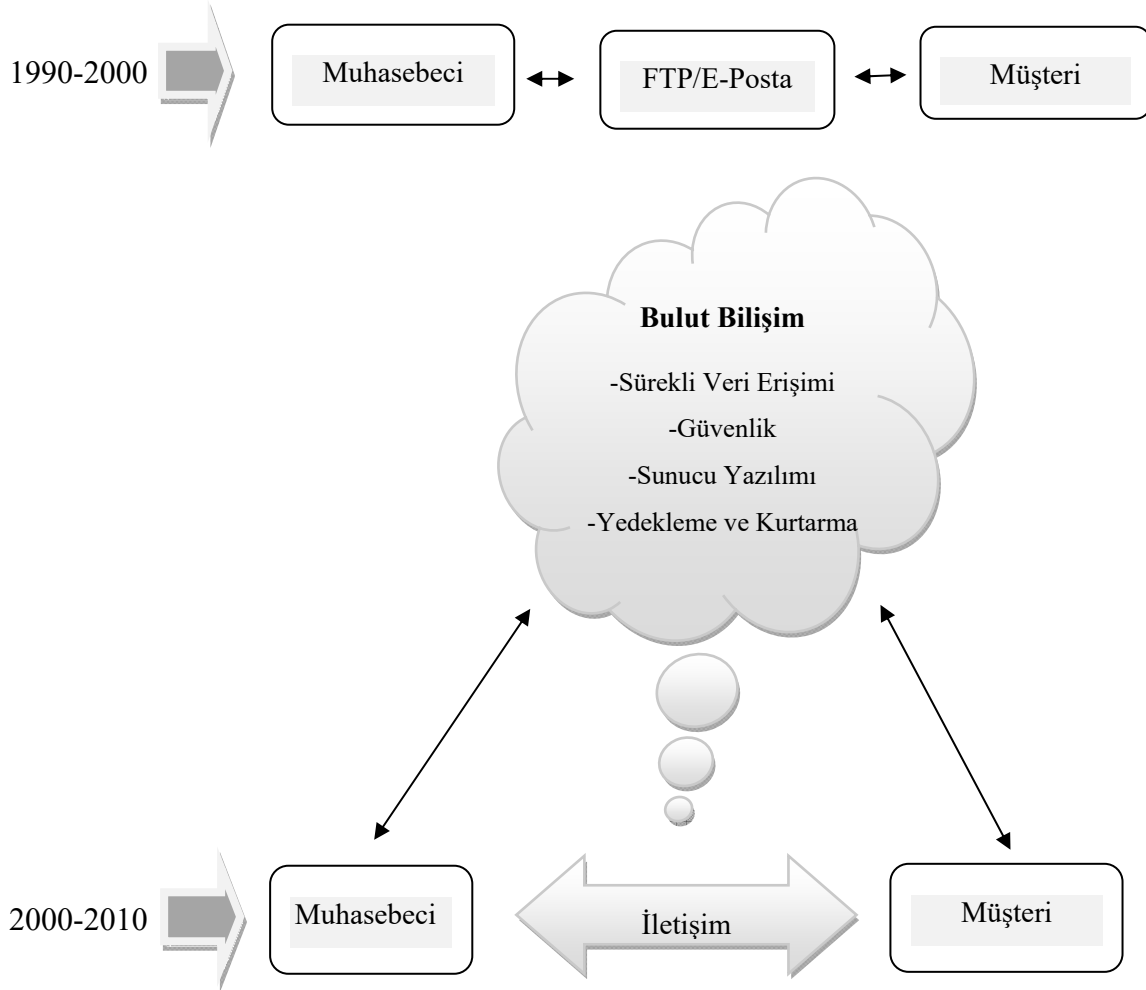 1990-2000
Muhasebeci
FTP/E-Posta
Müşteri
Bulut Bilişim
-Sürekli Veri Erişimi
-Güvenlik
-Sunucu Yazılımı
-Yedekleme ve Kurtarma
2000-2010
Muhasebeci
İletişim
Müşteri